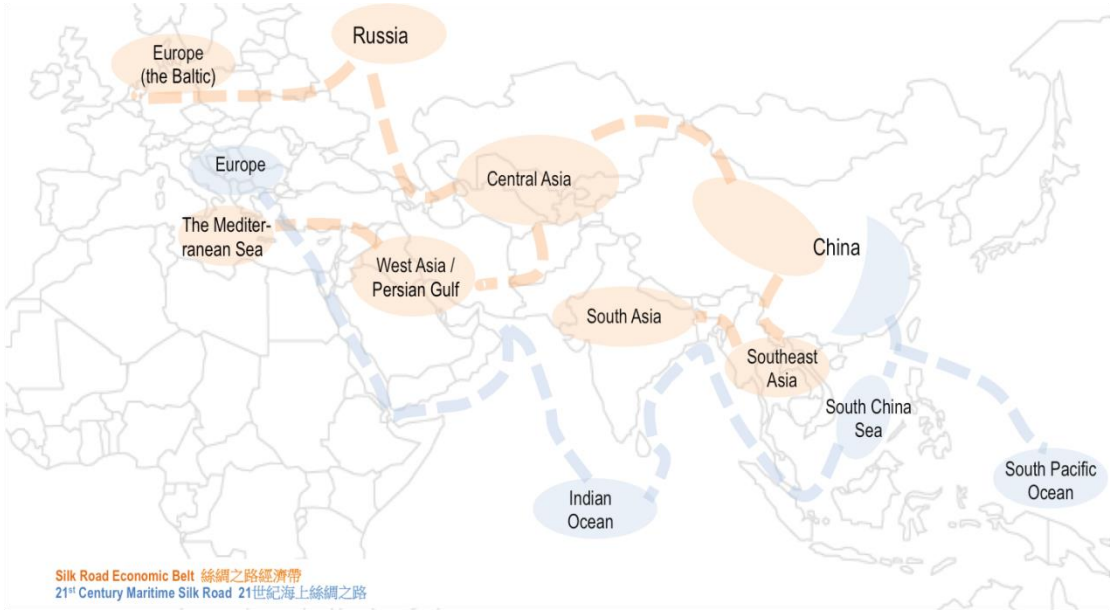 Russia
Europe
(the Baltic)
Europe
Central Asia
The Mediter-
ranean Sea
China
West Asia /
Persian Gulf
South Asia
Southeast
Asia
South China
Sea
South Pacific
Ocean
Indian
Ocean
Silk Road Economic Belt 絲綢之路經濟帶
21st Century Maritime Silk Road 21世紀海上絲綢之路